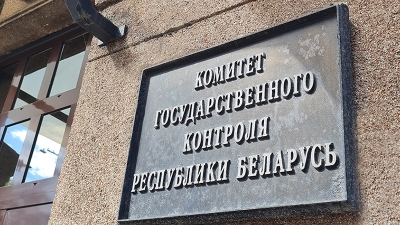 КОМИТЕТ
ГОСУДАРСТВЕННОГО
КОНТРОЛЯ
РЕСПУБЛИКИ БЕЛАРУСЬ